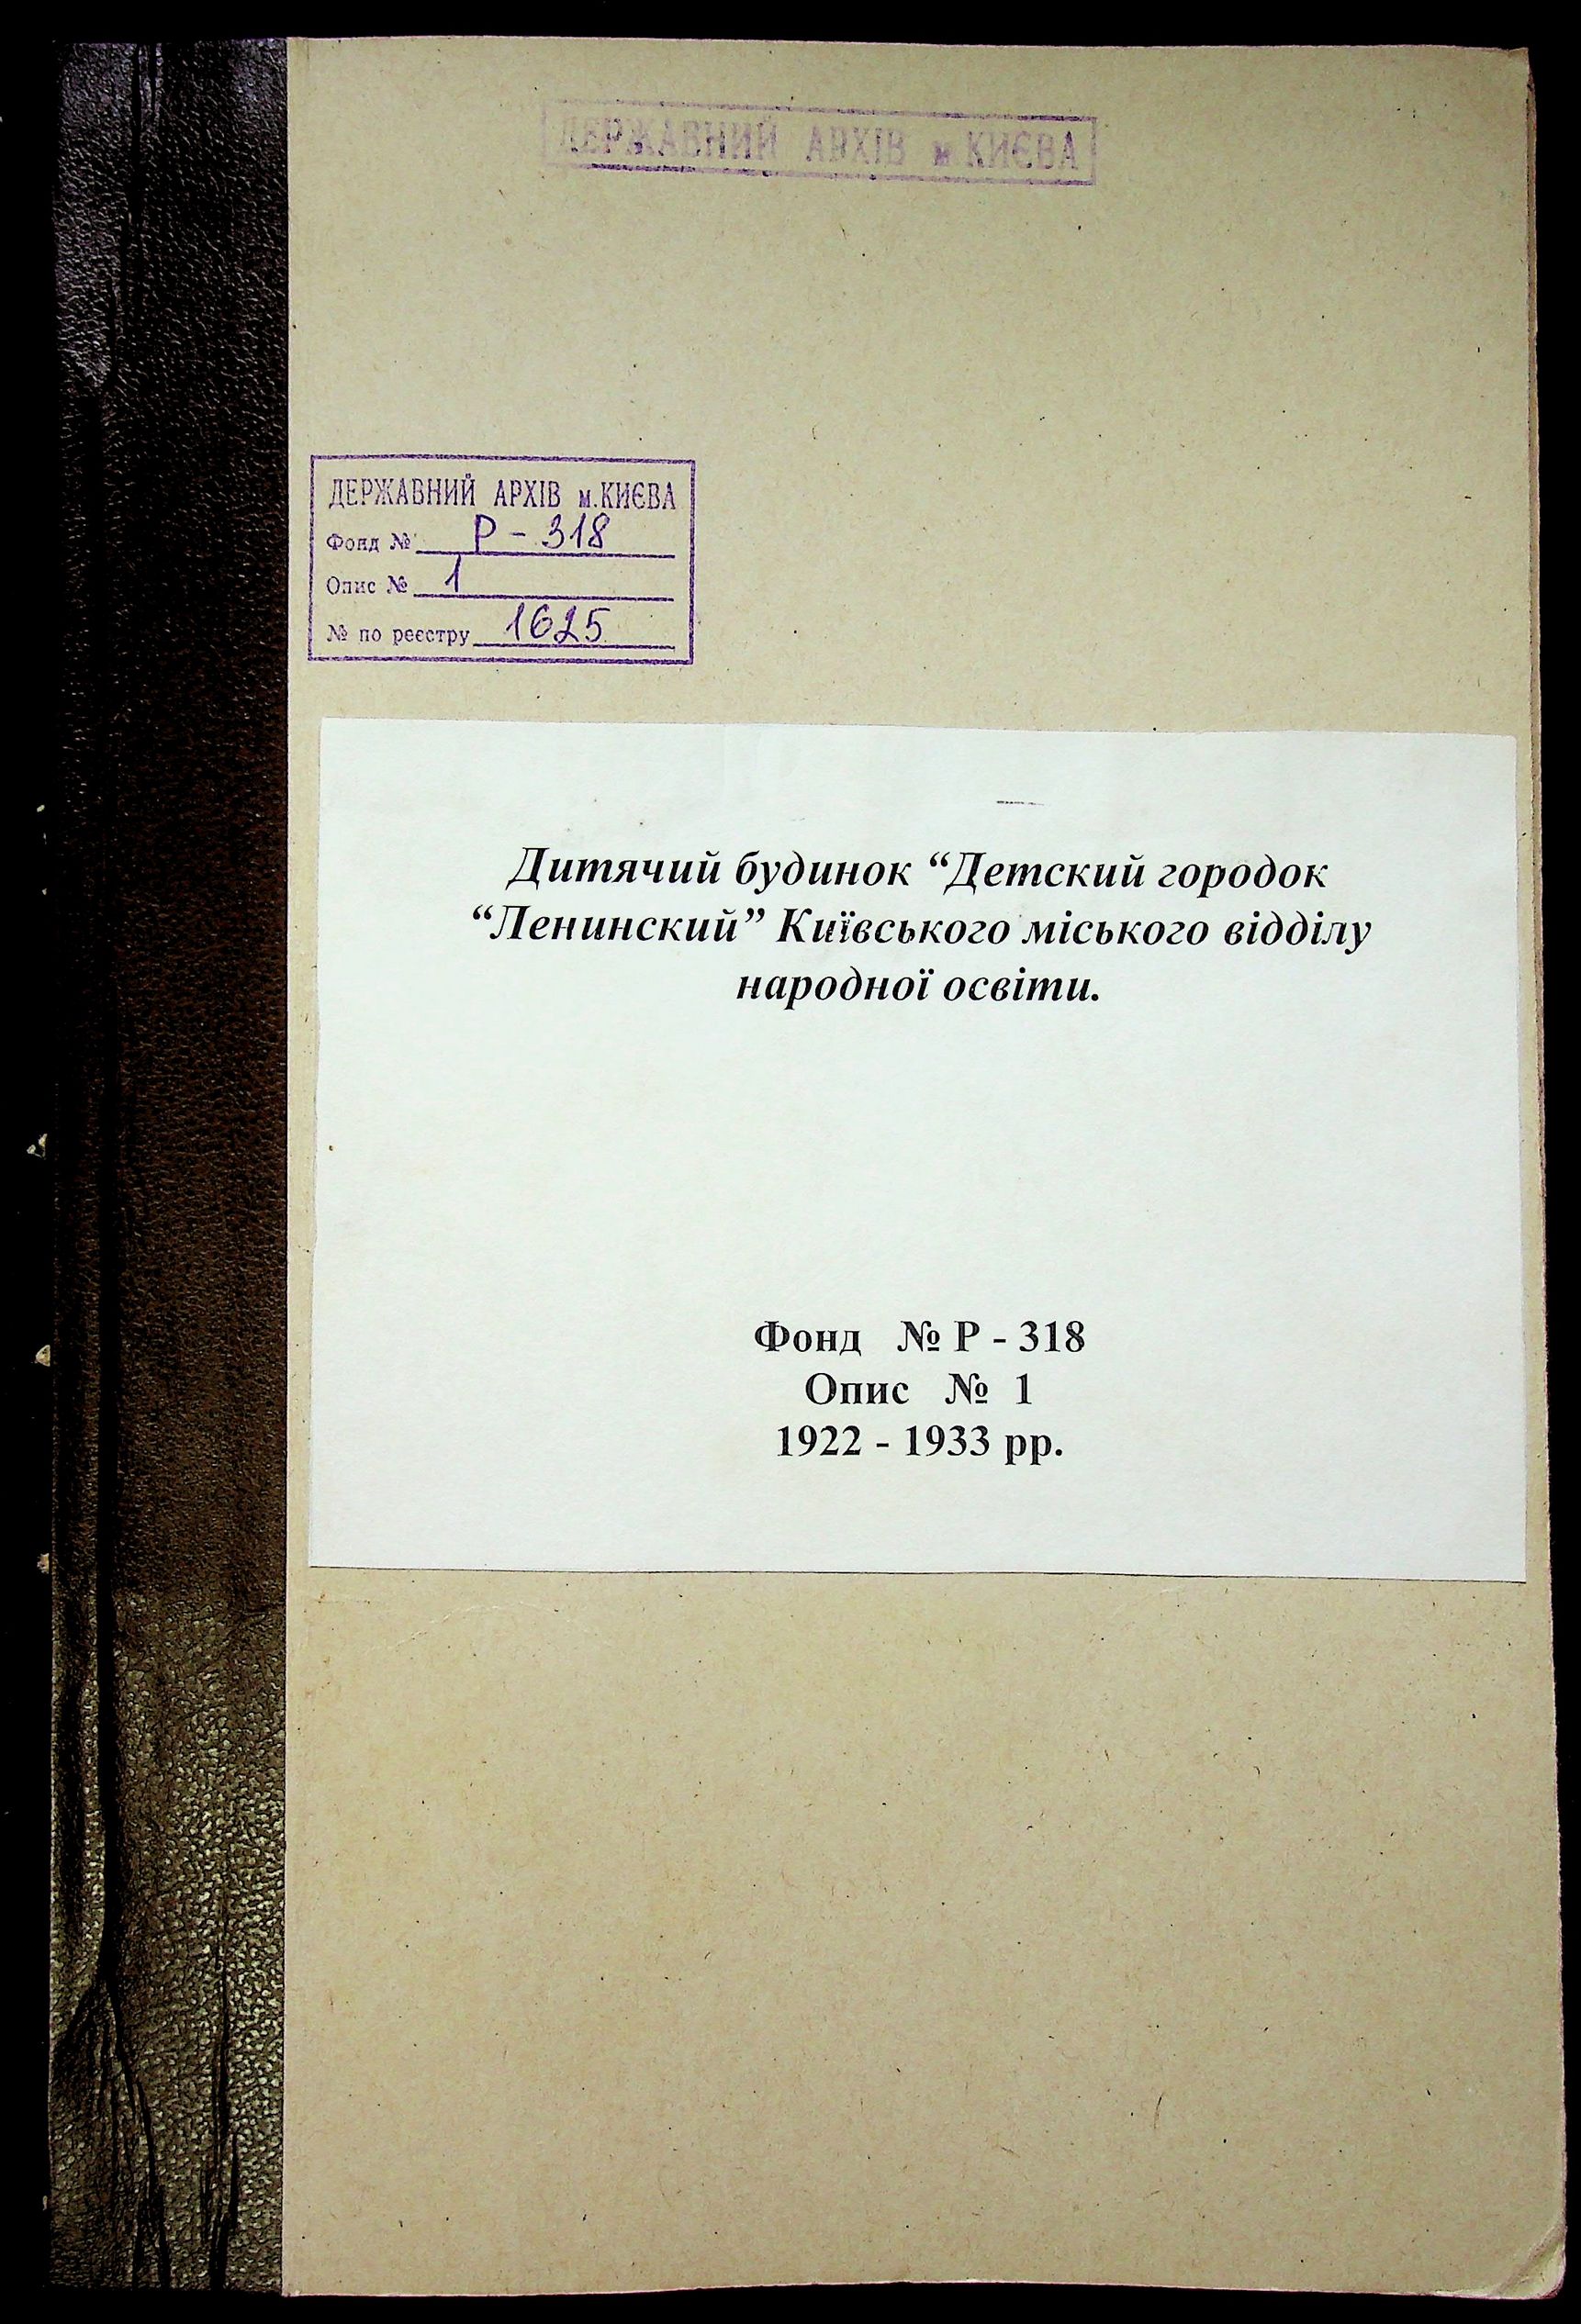 ДЕРЖАВНИЙ АРХІВ м. КИЄВА
ДЕРЖАВНИЙ АРХІВ м.КИЄВА
Фонд № Р - 318
Опис № 1
№ по реєстру 1625
Дитячий будинок “Детский городок
“Ленинский” Київського міського відділу
народної освіти.
Фонд № Р - 318
Опис № 1
1922 - 1933 рр.